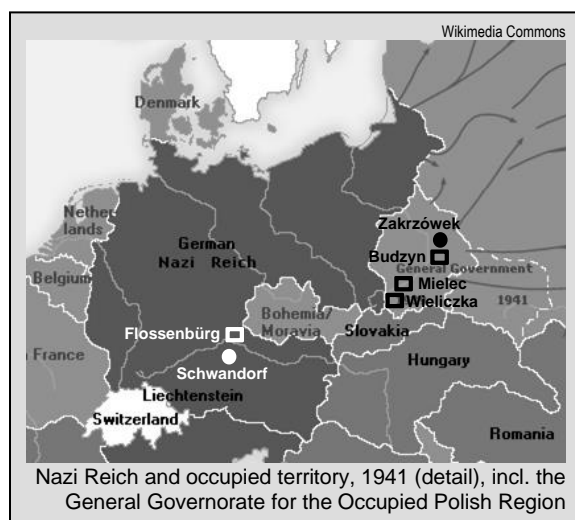 Wikimedia Commons
Denmark
Nether
lands
Zakrzówek
German
Nazi Reich
Budzyn
General Government
Belgium
Mielec
1941
Wieliczka
Bohemia/
Moravia
Flossenbürg
Slovakia
France
Hungary
Schwandorf
Liechtenstein
Switzerland
Romania
Nazi Reich and occupied territory, 1941 (detail), incl. the
General Governorate for the Occupied Polish Region